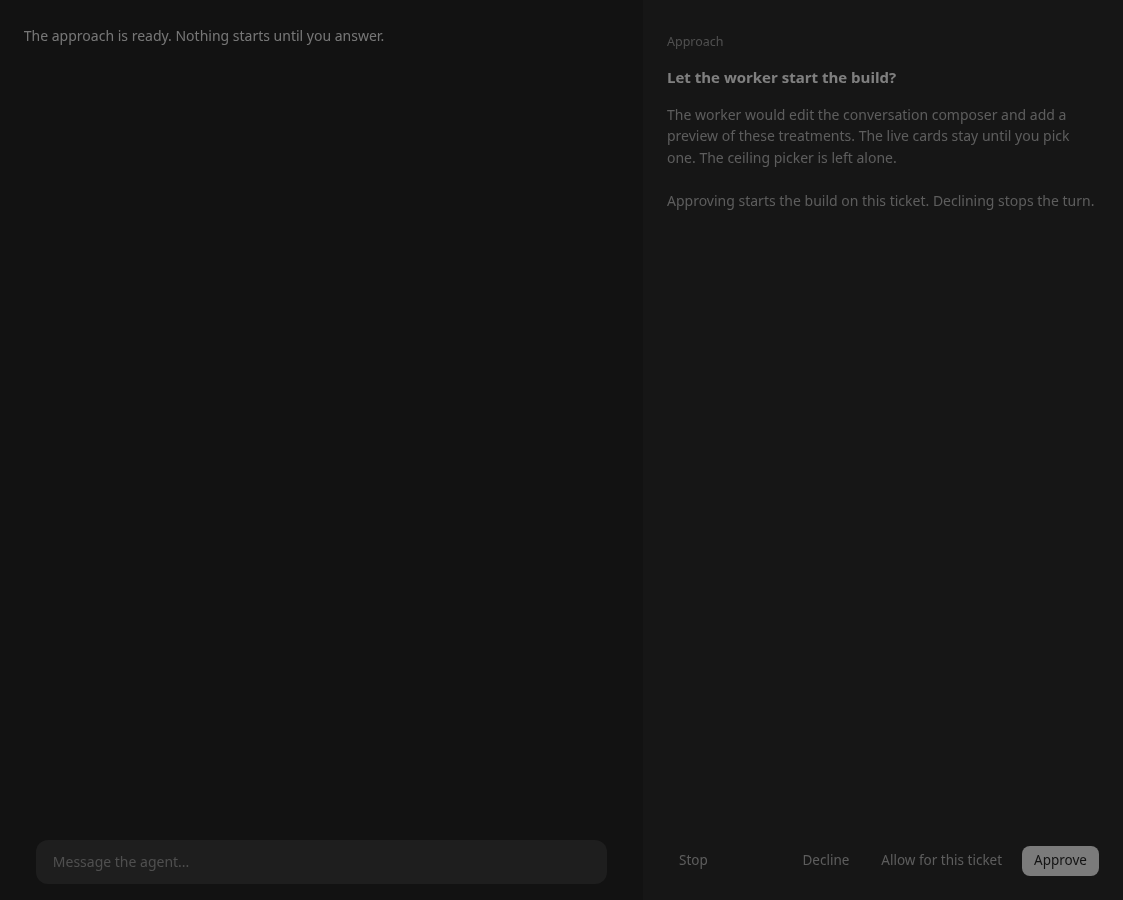 The approach is ready. Nothing starts until you answer.
Approach
Let the worker start the build?
The worker would edit the conversation composer and add a
preview of these treatments. The live cards stay until you pick
one. The ceiling picker is left alone.
Approving starts the build on this ticket. Declining stops the turn.
Message the agent...
Stop
Decline
Allow for this ticket
Approve